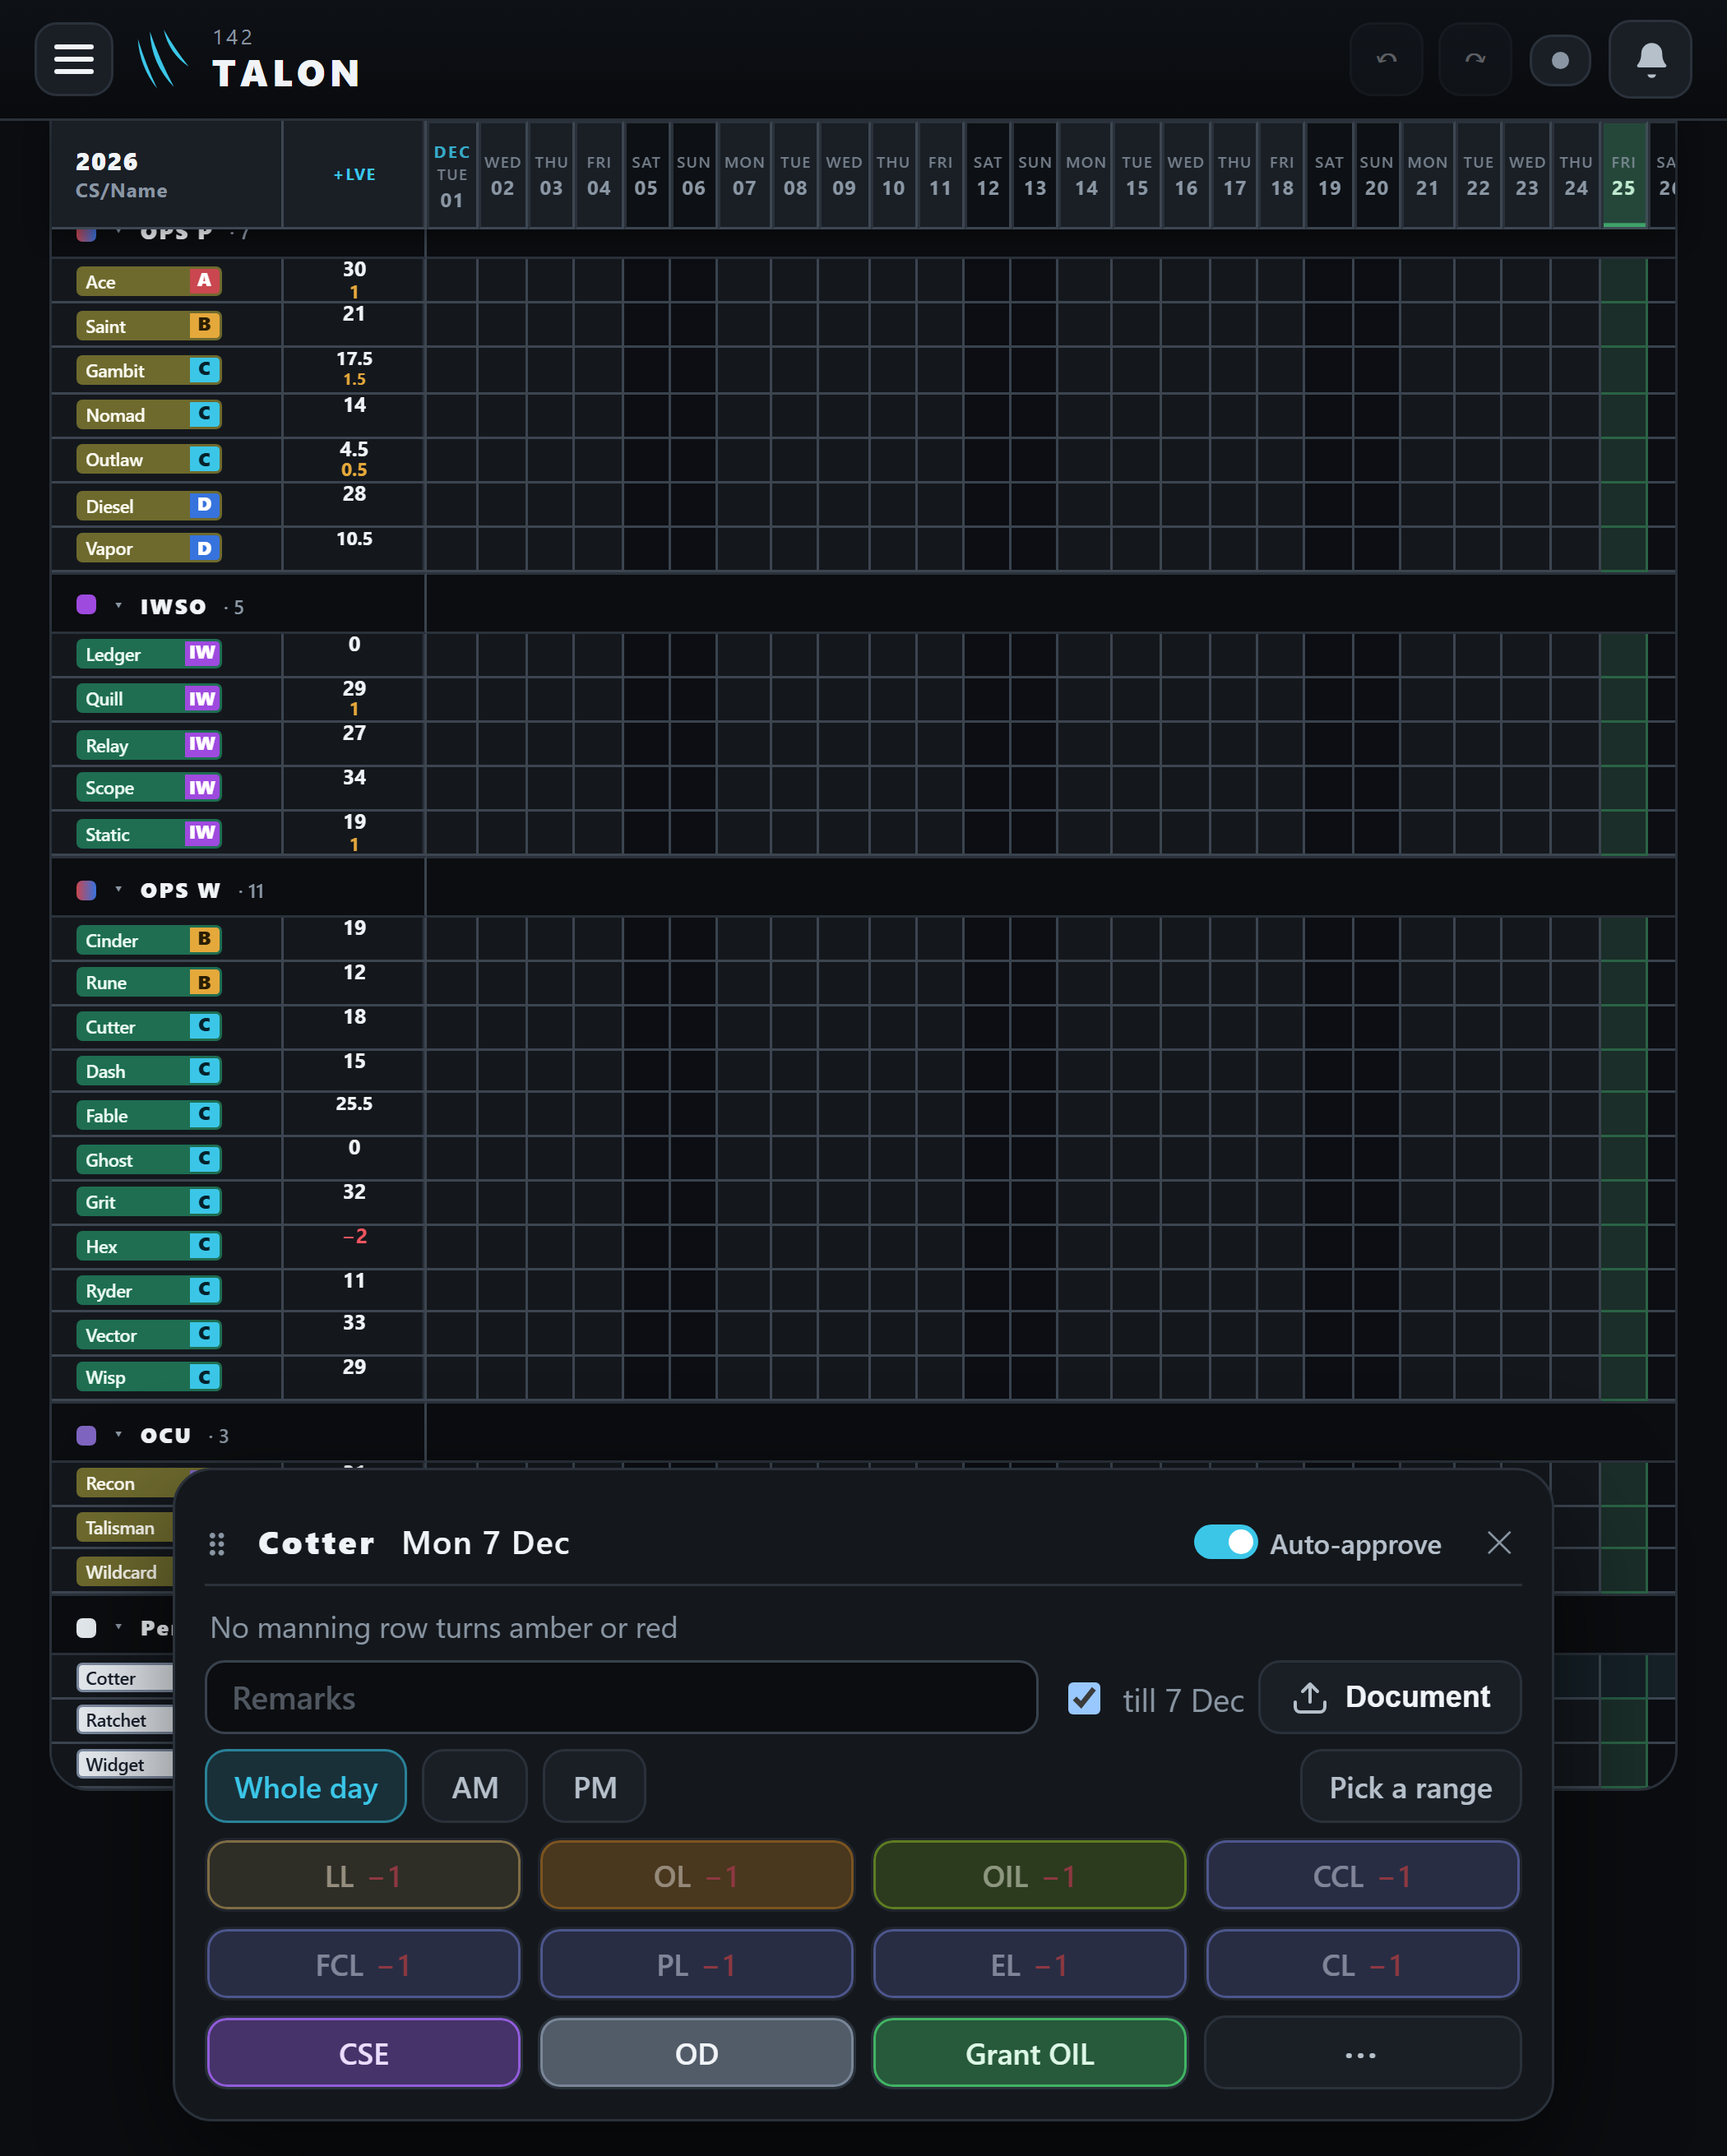 142
TALON
2026
CS/Name
+LVE
DEC
TUE WED THU FRI SAT SUN MON TUE WED THU FRI SAT SUN MON TUE WED THU FRI SAT SUN MON TUE WED THU FRI
01 02 03 04 05 06 07 08 09 10 11 12 13 14 15 16 17 18 19 20 21 22 23 24 25
OPS P · 7
Ace A 30
1
Saint B 21
Gambit C 17.5
1.5
Nomad C 14
Outlaw C 4.5
0.5
Diesel D 28
Vapor D 10.5
IWSO · 5
Ledger IW 0
Quill IW 29
1
Relay IW 27
Scope IW 34
Static IW 19
1
OPS W · 11
Cinder B 19
Rune B 12
Cutter C 18
Dash C 15
Fable C 25.5
Ghost C 0
Grit C 32
Hex C −2
Ryder C 11
Vector C 33
Wisp C 29
OCU · 3
Recon
Talisman
Wildcard
Cotter
Ratchet
Widget
Cotter Mon 7 Dec Auto-approve
No manning row turns amber or red
Remarks till 7 Dec Document
Whole day AM PM Pick a range
LL −1 OL −1 OIL −1 CCL −1
FCL −1 PL −1 EL −1 CL −1
CSE OD Grant OIL ...